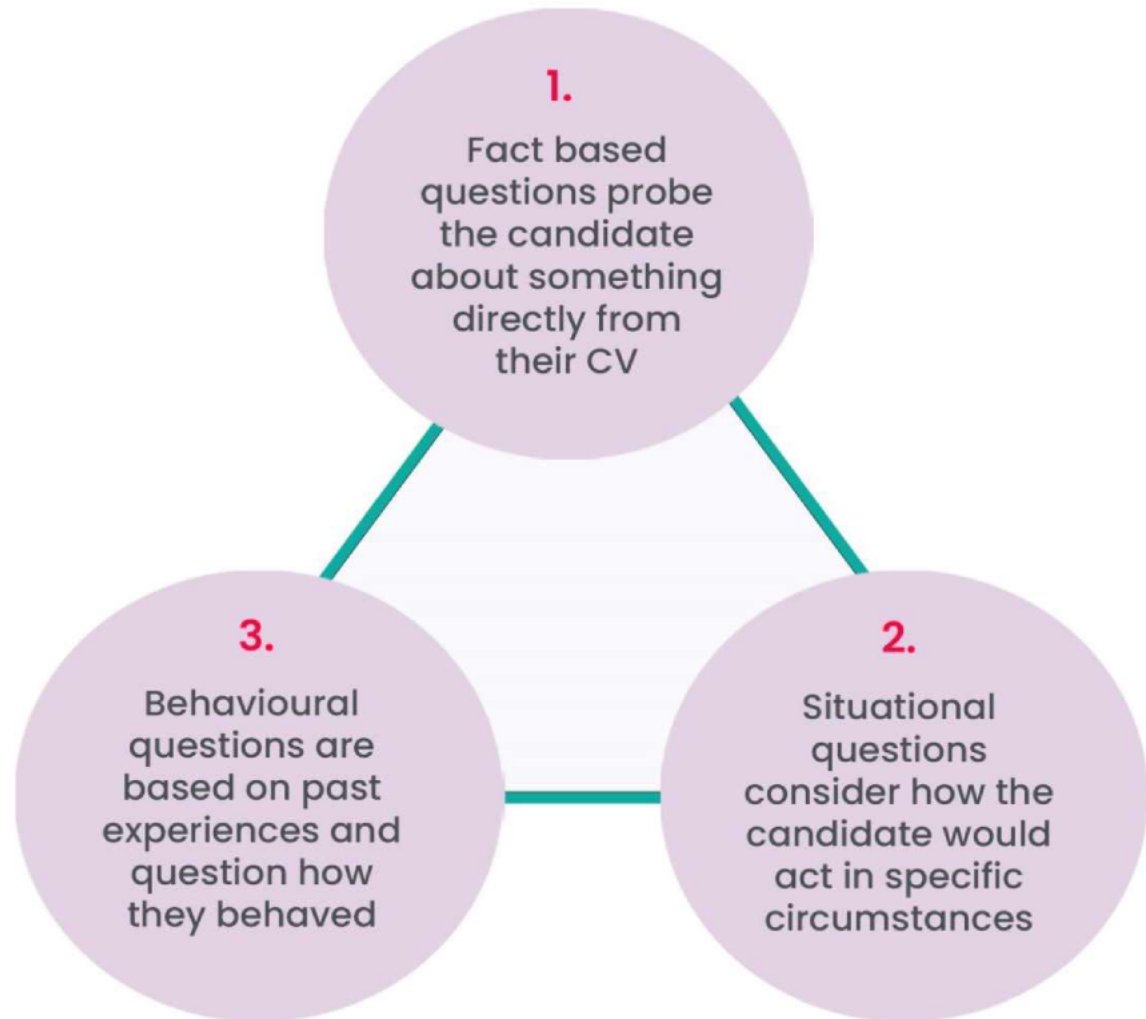 1.
Fact based
questions probe
the candidate
about something
directly from
their CV
2.
Situational
questions
consider how the
candidate would
act in specific
circumstances
3.
Behavioural
questions are
based on past
experiences and
question how
they behaved